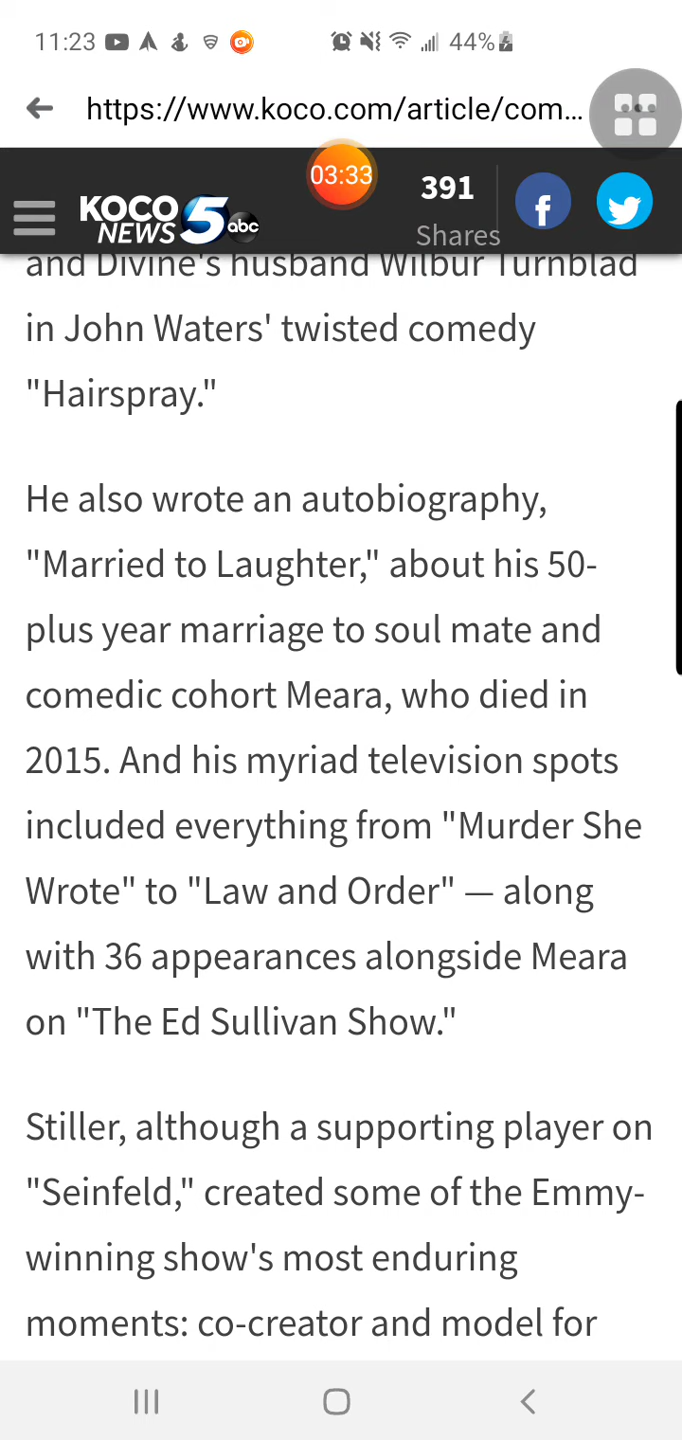 11:23
44%
https://www.koco.com/article/com...
03:33
391
Shares
KOCO
NEWS 5 abc
and Divine's husband Wilbur Turnblad
in John Waters' twisted comedy
"Hairspray."
He also wrote an autobiography,
"Married to Laughter," about his 50-
plus year marriage to soul mate and
comedic cohort Meara, who died in
2015. And his myriad television spots
included everything from "Murder She
Wrote" to "Law and Order" — along
with 36 appearances alongside Meara
on "The Ed Sullivan Show."
Stiller, although a supporting player on
"Seinfeld," created some of the Emmy-
winning show's most enduring
moments: co-creator and model for